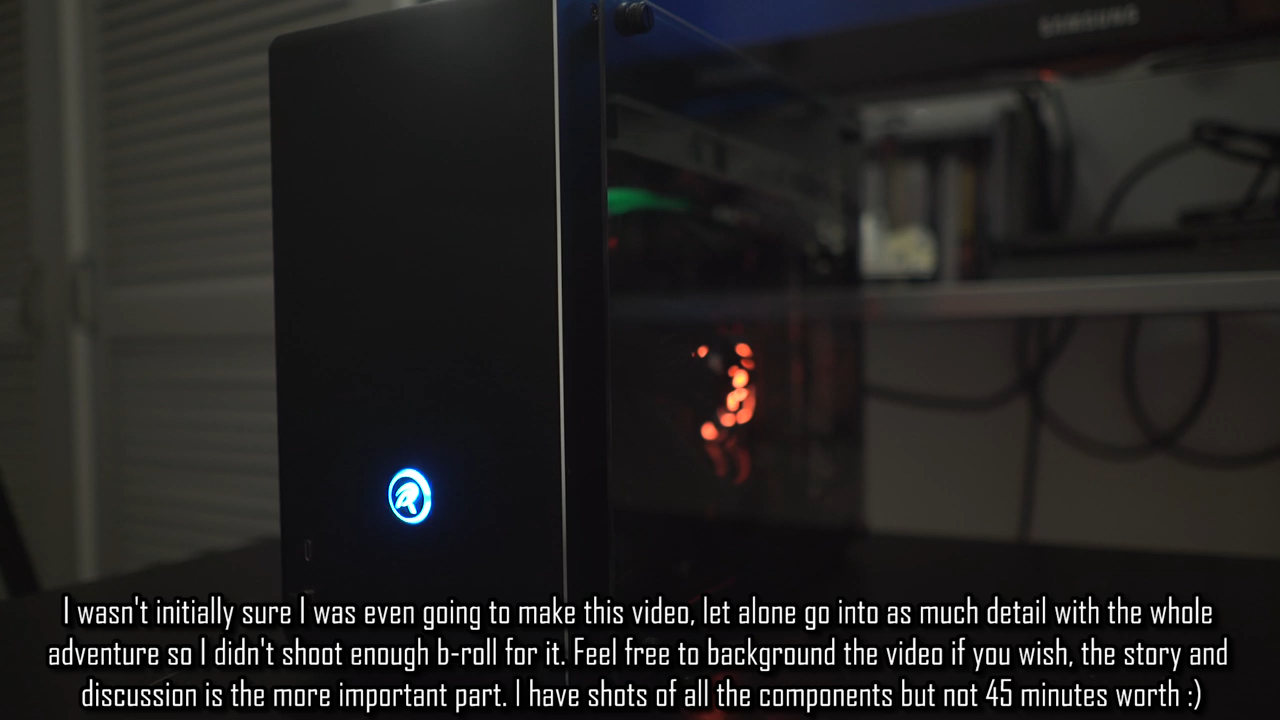 SAMSUNG
I wasn't initially sure I was even going to make this video, let alone go into as much detail with the whole
adventure so I didn't shoot enough b-roll for it. Feel free to background the video if you wish, the story and
discussion is the more important part. I have shots of all the components but not 45 minutes worth :)